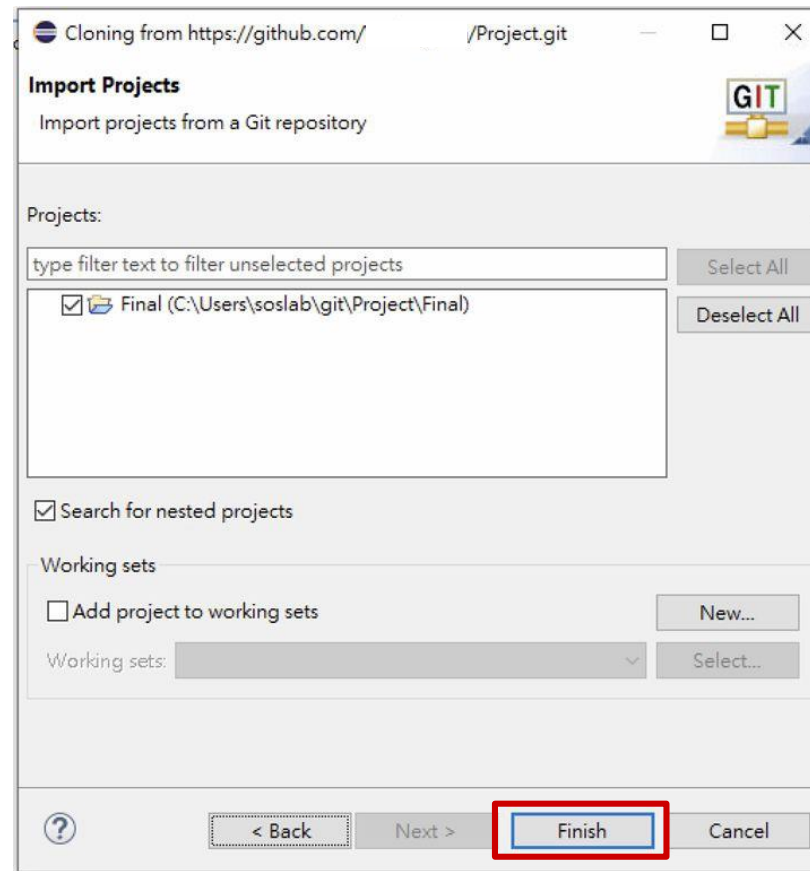 Cloning from https://github.com/ /Project.git
Import Projects
Import projects from a Git repository
GIT
Projects:
type filter text to filter unselected projects
Select All
Final (C:\Users\soslab\git\Project\Final)
Deselect All
Search for nested projects
Working sets
Add project to working sets
New...
Working sets:
Select...
?
< Back
Next >
Finish
Cancel